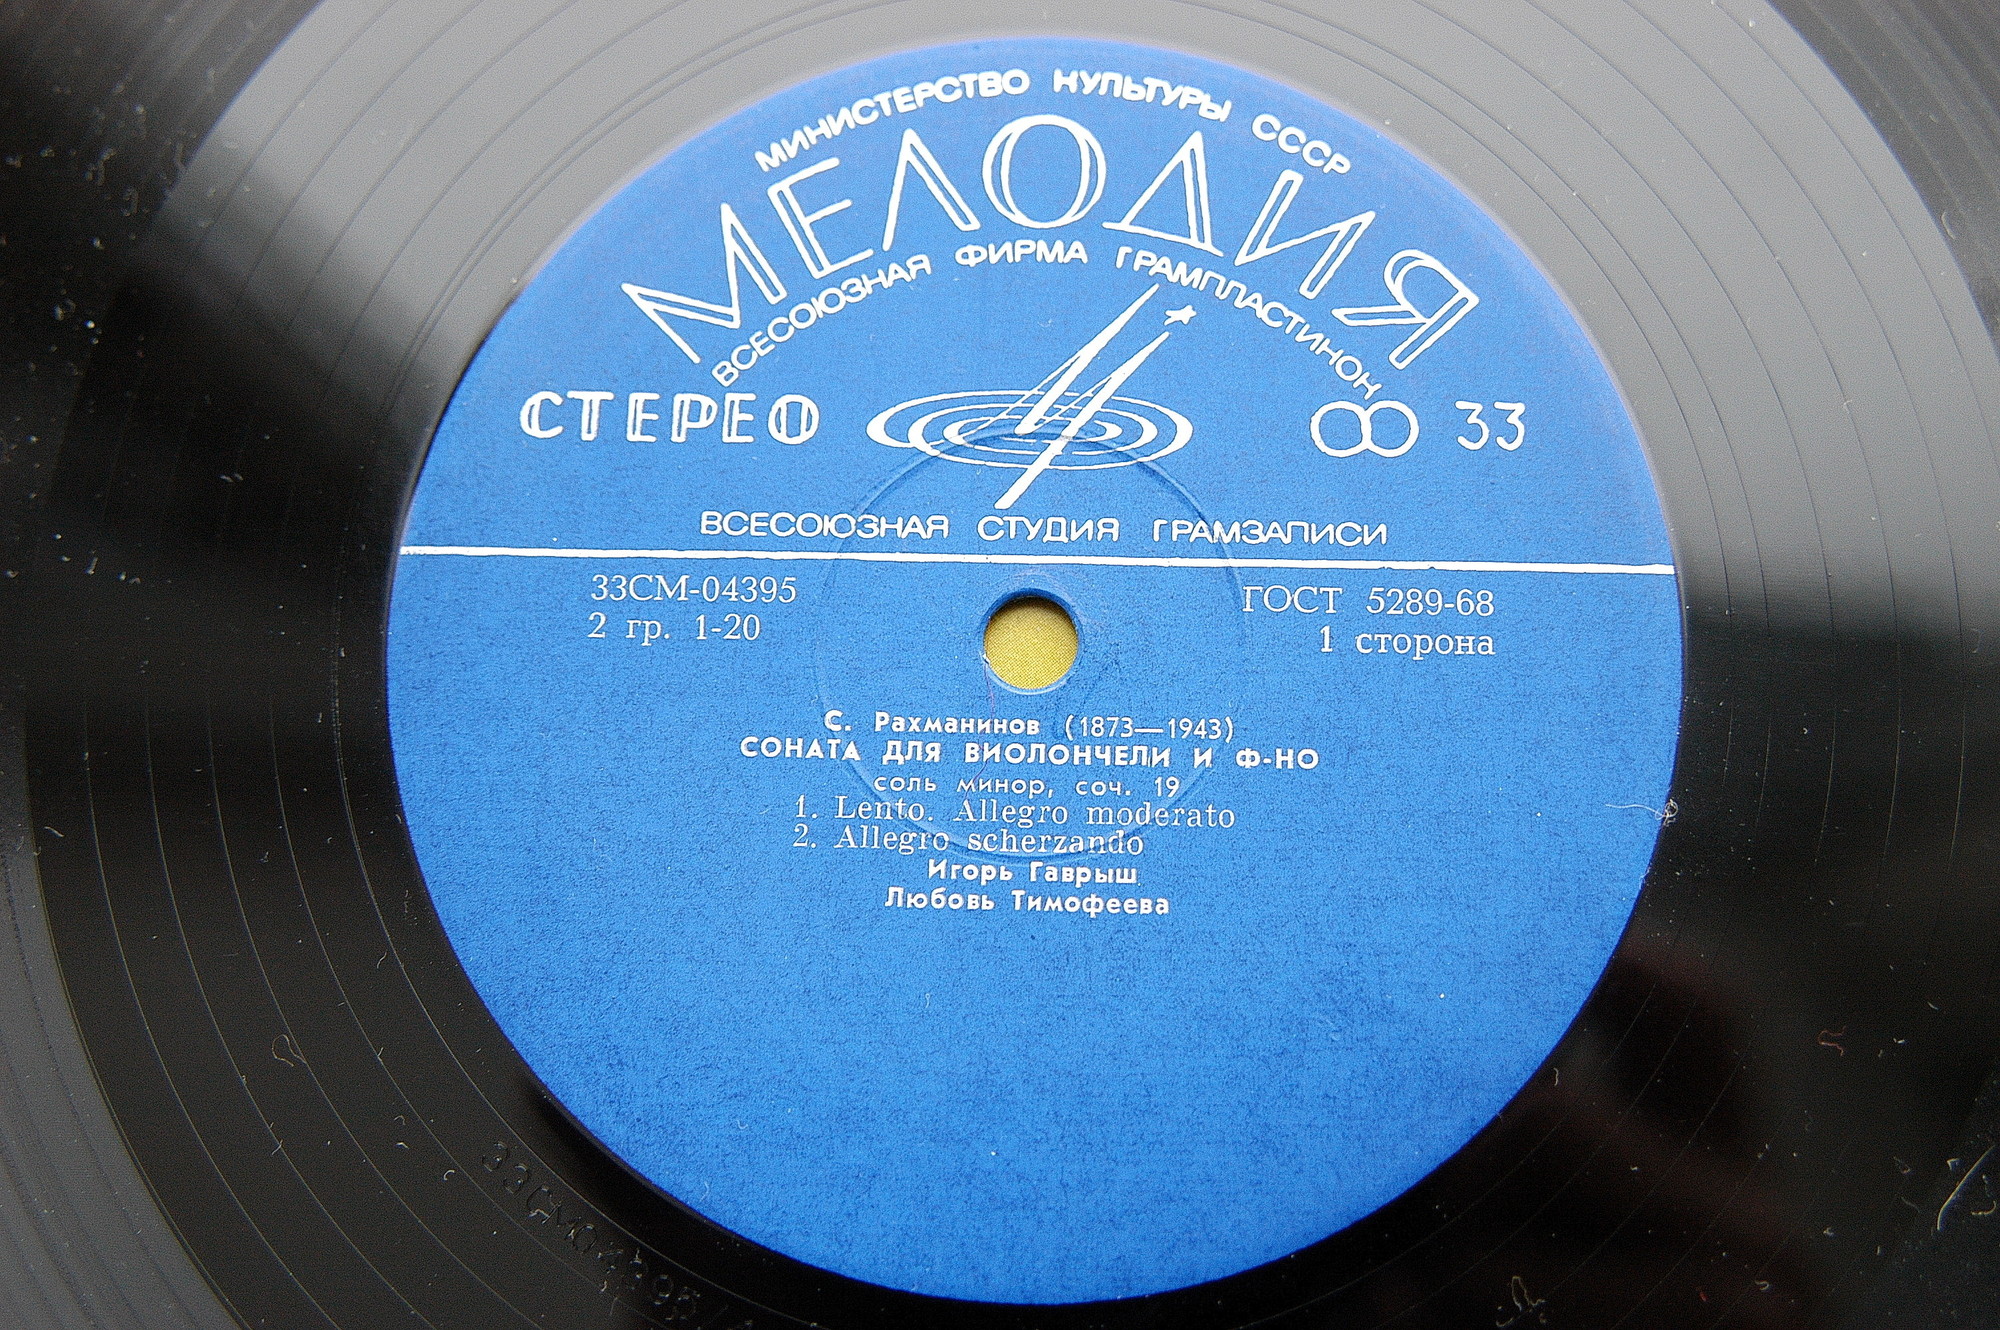 МИНИСТЕРСТВО КУЛЬТУРЫ СССР
МЕЛОДИЯ
ВСЕСОЮЗНАЯ ФИРМА ГРАМПЛАСТИНОК
СТЕРЕО 33
ВСЕСОЮЗНАЯ СТУДИЯ ГРАМЗАПИСИ
33СМ-04395 ГОСТ 5289-68
2 гр. 1-20 1 сторона
С. Рахманинов (1873—1943)
СОНАТА ДЛЯ ВИОЛОНЧЕЛИ И Ф-НО
соль минор, соч. 19
1. Lento. Allegro moderato
2. Allegro scherzando
Игорь Гаврыш
Любовь Тимофеева
33СМ04395/